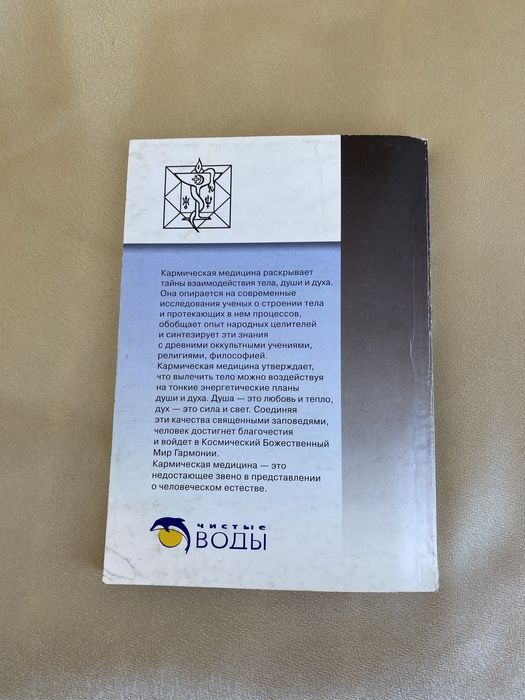 Кармическая медицина раскрывает
тайны взаимодействия тела, души и духа.
Она опирается на современные
исследования ученых о строении тела
и протекающих в нем процессов,
обобщает опыт народных целителей
и синтезирует эти знания
с древними оккультными учениями,
религиями, философией.
Кармическая медицина утверждает,
что вылечить тело можно воздействуя
на тонкие энергетические планы
души и духа. Душа — это любовь и тепло,
дух — это сила и свет. Соединяя
эти качества священными заповедями,
человек достигнет благочестия
и войдет в Космический Божественный
Мир Гармонии.
Кармическая медицина — это
недостающее звено в представлении
о человеческом естестве.
чистые
ВОДЫ